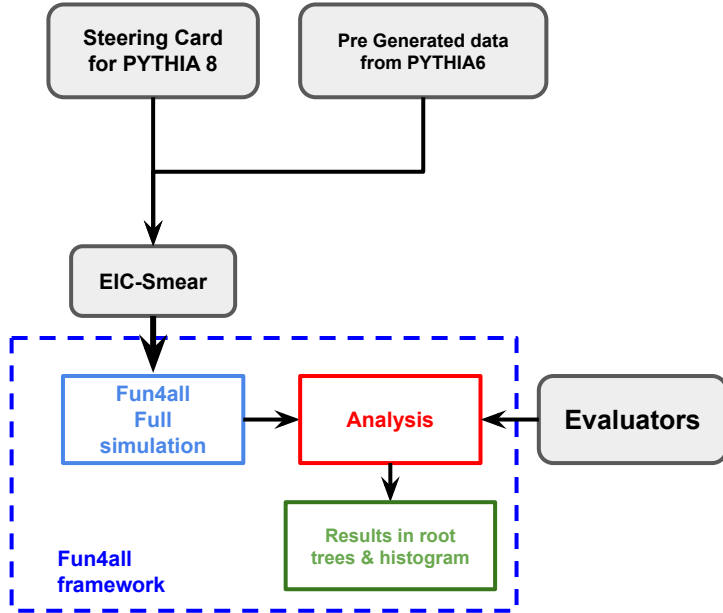 Steering Card
for PYTHIA 8
Pre Generated data
from PYTHIA6
EIC-Smear
Fun4all
Full
simulation
Analysis
Evaluators
Results in root
trees & histogram
Fun4all
framework